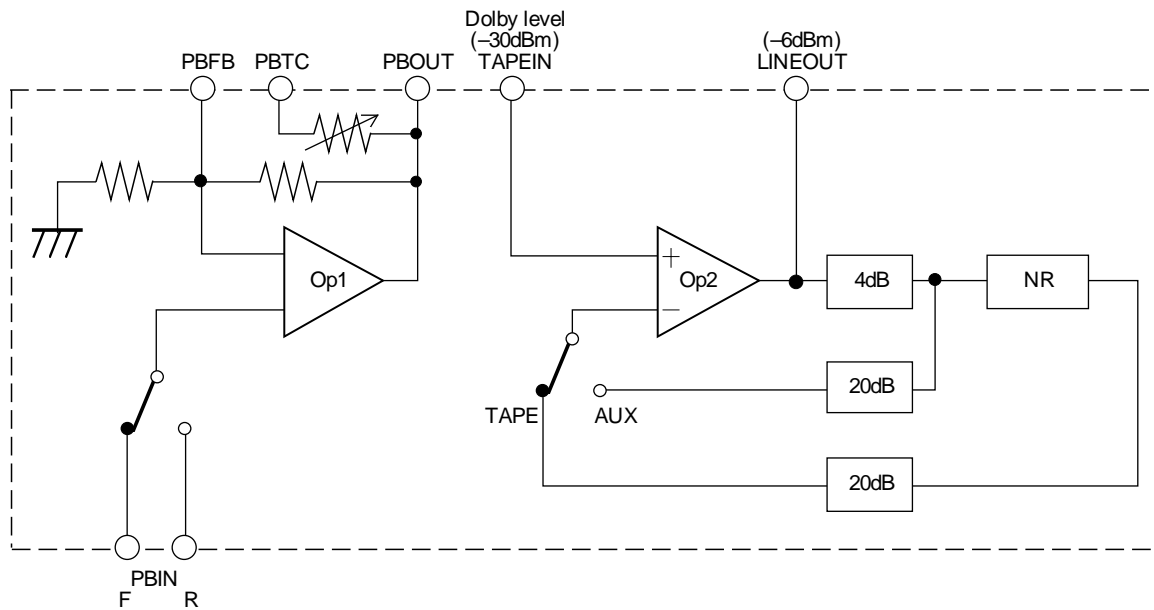 Dolby level
(–30dBm)
(–6dBm)
PBFB
PBTC
PBOUT
TAPEIN
LINEOUT
+
Op1
Op2
4dB
NR
–
20dB
TAPE
AUX
20dB
PBIN
F
R